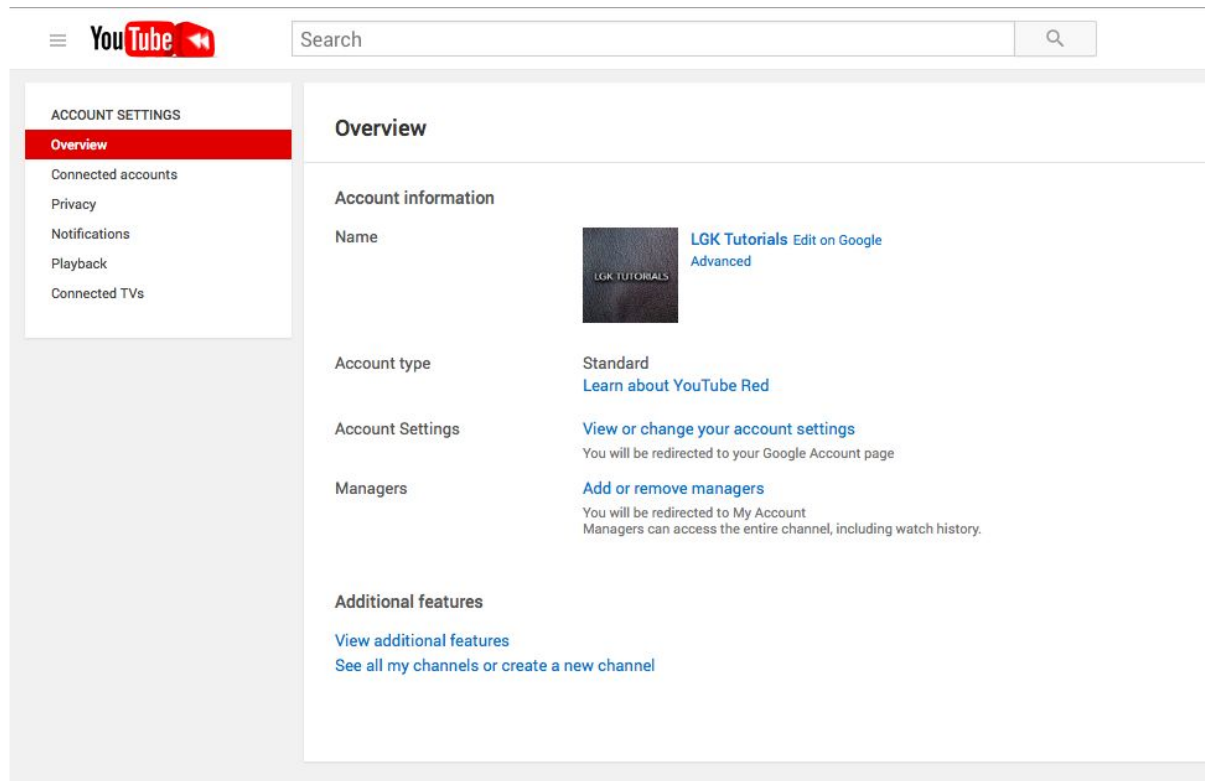 YouTube
Search
ACCOUNT SETTINGS
Overview
Connected accounts
Privacy
Notifications
Playback
Connected TVs
Overview
Account information
Name
LGK TUTORIALS
LGK Tutorials Edit on Google
Advanced
Account type
Standard
Learn about YouTube Red
Account Settings
View or change your account settings
You will be redirected to your Google Account page
Managers
Add or remove managers
You will be redirected to My Account
Managers can access the entire channel, including watch history.
Additional features
View additional features
See all my channels or create a new channel